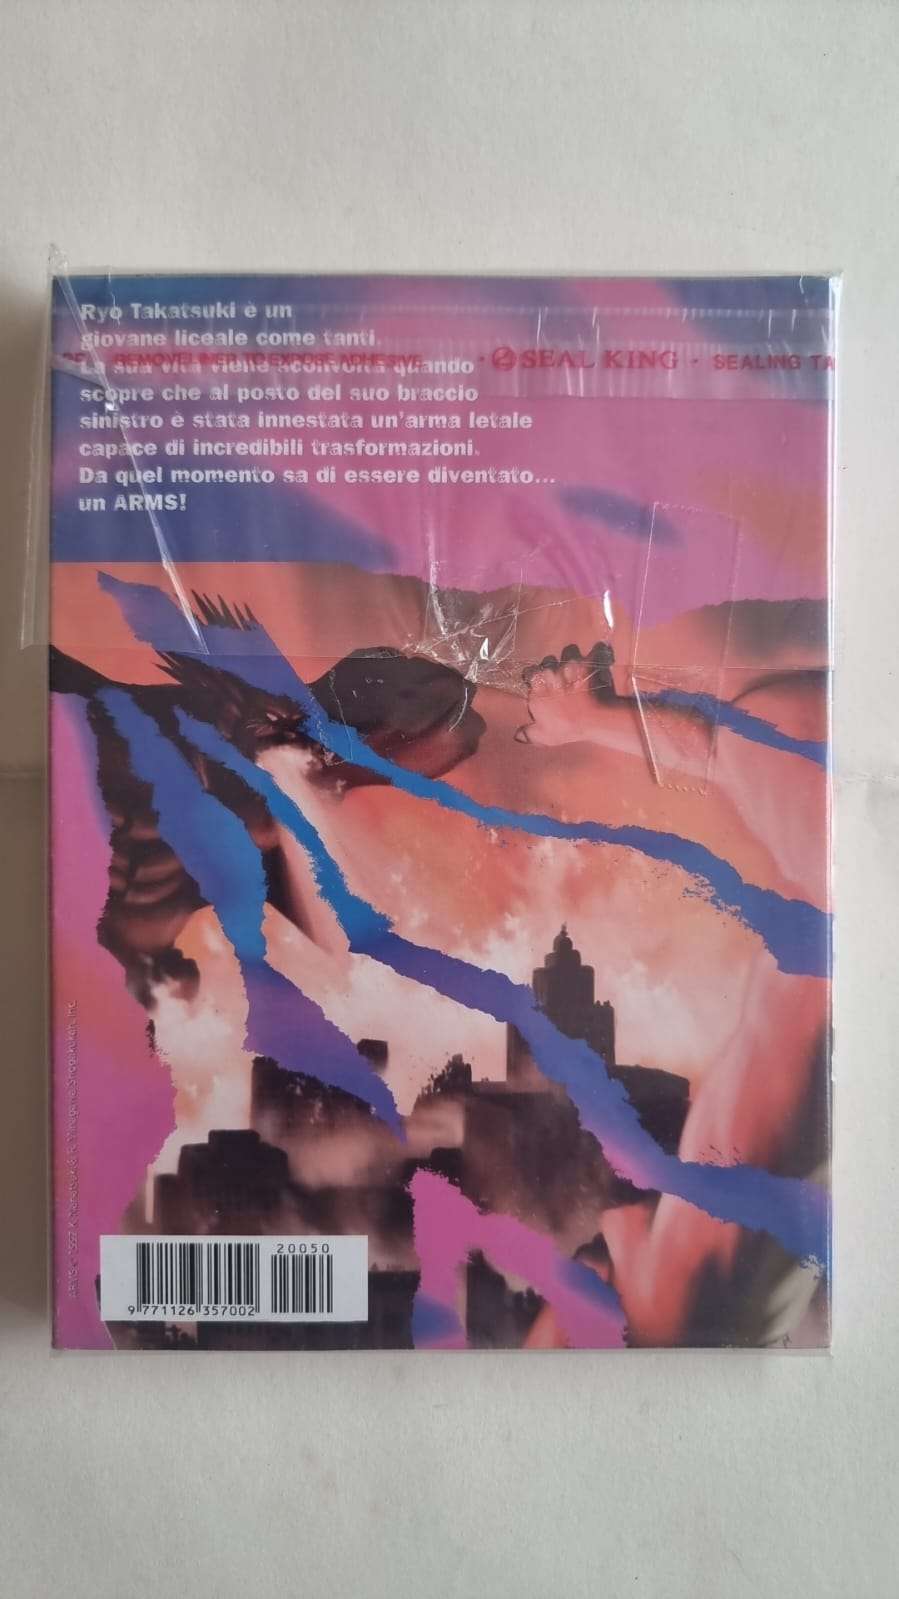 Ryo Takatsuki è un
giovane liceale come tanti.
REMOVE LINER TO EXPOSE ADHESIVE · SEAL KING · SEALING TA
La sua vita viene sconvolta quando
scopre che al posto del suo braccio
sinistro è stata innestata un'arma letale
capace di incredibili trasformazioni.
Da quel momento sa di essere diventato...
un ARMS!
20050
9 771126 357002